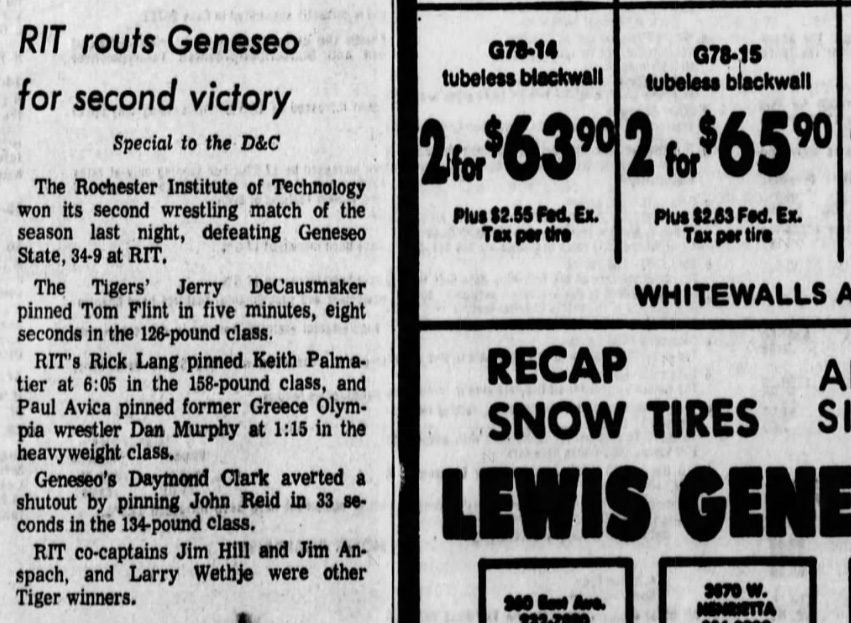 RIT routs Geneseo
for second victory
Special to the D&C
The Rochester Institute of Technology
won its second wrestling match of the
season last night, defeating Geneseo
State, 34-9 at RIT.
The Tigers' Jerry DeCausmaker
pinned Tom Flint in five minutes, eight
seconds in the 126-pound class.
RIT's Rick Lang pinned Keith Palma-
tier at 6:05 in the 158-pound class, and
Paul Avica pinned former Greece Olym-
pia wrestler Dan Murphy at 1:15 in the
heavyweight class.
Geneseo's Daymond Clark averted a
shutout by pinning John Reid in 33 se-
conds in the 134-pound class.
RIT co-captains Jim Hill and Jim An-
spach, and Larry Wethje were other
Tiger winners.
G78-14
tubeless blackwall
2 for $63 90
Plus $2.55 Fed. Ex.
Tax per tire
G78-15
tubeless blackwall
2 for $65 90
Plus $2.63 Fed. Ex.
Tax per tire
WHITEWALLS A
RECAP
SNOW TIRES
A
SI
LEWIS GENE
East Ave.
3670 W.
HENRIETTA